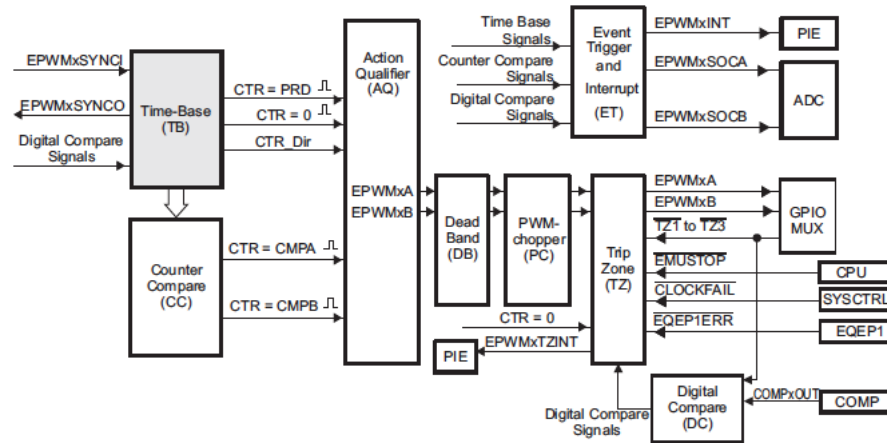 EPWMxSYNCI
EPWMxSYNCO
Digital Compare
Signals
Time-Base
(TB)
CTR = PRD
CTR = 0
CTR_Dir
Counter
Compare
(CC)
CTR = CMPA
CTR = CMPB
Action
Qualifier
(AQ)
EPWMxA
EPWMxB
Dead
Band
(DB)
PWM-
chopper
(PC)
CTR = 0
EPWMxTZINT
PIE
Time Base
Signals
Counter Compare
Signals
Digital Compare
Signals
Event
Trigger
and
Interrupt
(ET)
EPWMxINT
EPWMxSOCA
EPWMxSOCB
PIE
ADC
Trip
Zone
(TZ)
EPWMxA
EPWMxB
TZ1 to TZ3
EMUSTOP
CLOCKFAIL
EQEP1ERR
GPIO
MUX
CPU
SYSCTRL
EQEP1
Digital Compare
Signals
Digital
Compare
(DC)
COMPxOUT
COMP